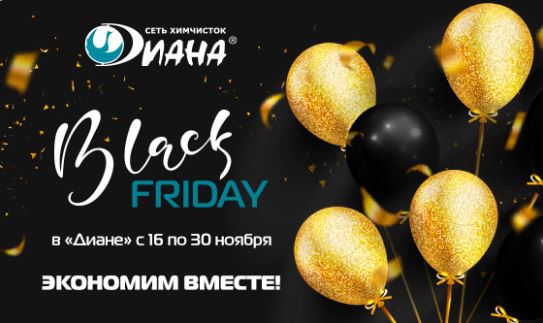 СЕТЬ ХИМЧИСТОК
ДИАНА®
Black
FRIDAY
в «Диане» с 16 по 30 ноября
ЭКОНОМИМ ВМЕСТЕ!